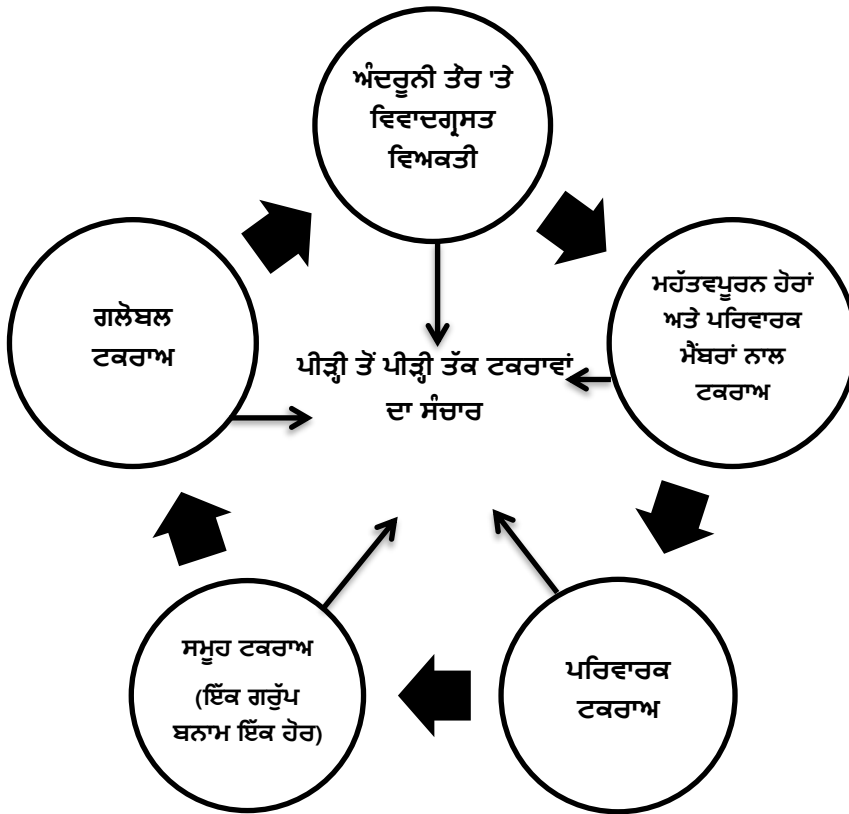 ਅੰਦਰੂਨੀ ਤੌਰ 'ਤੇ
ਵਿਵਾਦਗ੍ਰਸਤ
ਵਿਅਕਤੀ
ਮਹੱਤਵਪੂਰਨ ਹੋਰਾਂ
ਅਤੇ ਪਰਿਵਾਰਕ
ਮੈਂਬਰਾਂ ਨਾਲ
ਟਕਰਾਅ
ਪਰਿਵਾਰਕ
ਟਕਰਾਅ
ਸਮੂਹ ਟਕਰਾਅ
(ਇੱਕ ਗਰੁੱਪ
ਬਨਾਮ ਇੱਕ ਹੋਰ)
ਗਲੋਬਲ
ਟਕਰਾਅ
ਪੀੜ੍ਹੀ ਤੋਂ ਪੀੜ੍ਹੀ ਤੱਕ ਟਕਰਾਵਾਂ
ਦਾ ਸੰਚਾਰ